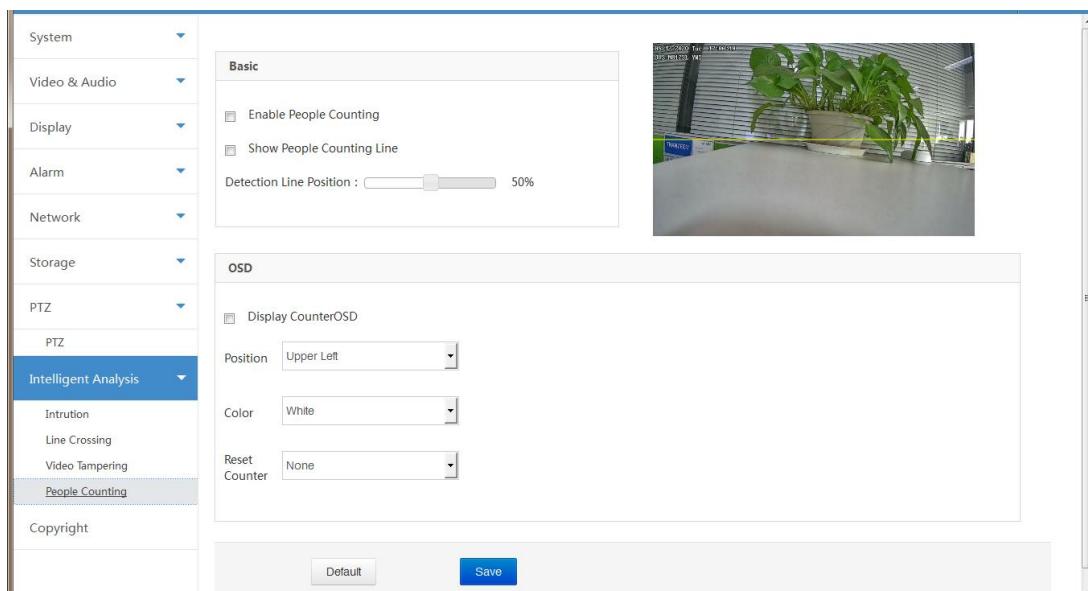 System
Video & Audio
Display
Alarm
Network
Storage
PTZ
PTZ
Intelligent Analysis
Intrution
Line Crossing
Video Tampering
People Counting
Copyright
Basic
Enable People Counting
Show People Counting Line
Detection Line Position : 50%
OSD
Display CounterOSD
Position Upper Left
Color White
Reset Counter None
Default Save